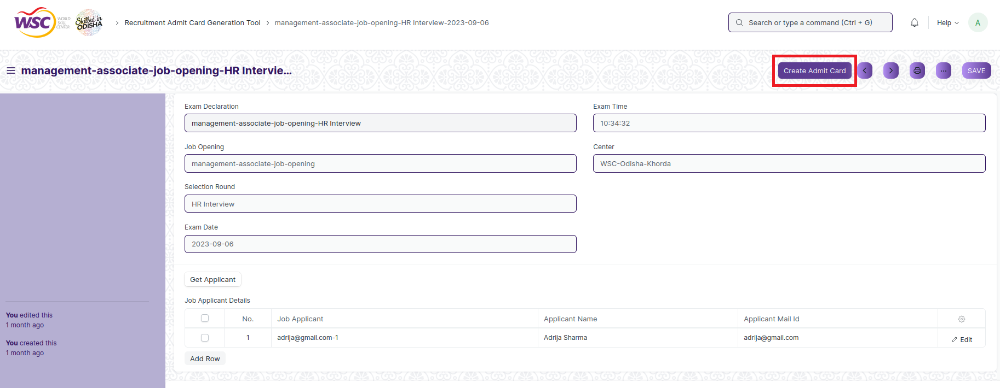 WSC WORLD SKILL CENTER
Skilled in ODISHA
Recruitment Admit Card Generation Tool
management-associate-job-opening-HR Interview-2023-09-06
Search or type a command (Ctrl + G)
Help
A
management-associate-job-opening-HR Intervie...
Create Admit Card
SAVE
Exam Declaration
management-associate-job-opening-HR Interview
Exam Time
10:34:32
Job Opening
management-associate-job-opening
Center
WSC-Odisha-Khorda
Selection Round
HR Interview
Exam Date
2023-09-06
Get Applicant
Job Applicant Details
No. Job Applicant Applicant Name Applicant Mail Id
1 adrija@gmail.com-1 Adrija Sharma adrija@gmail.com Edit
Add Row
You edited this
1 month ago
You created this
1 month ago